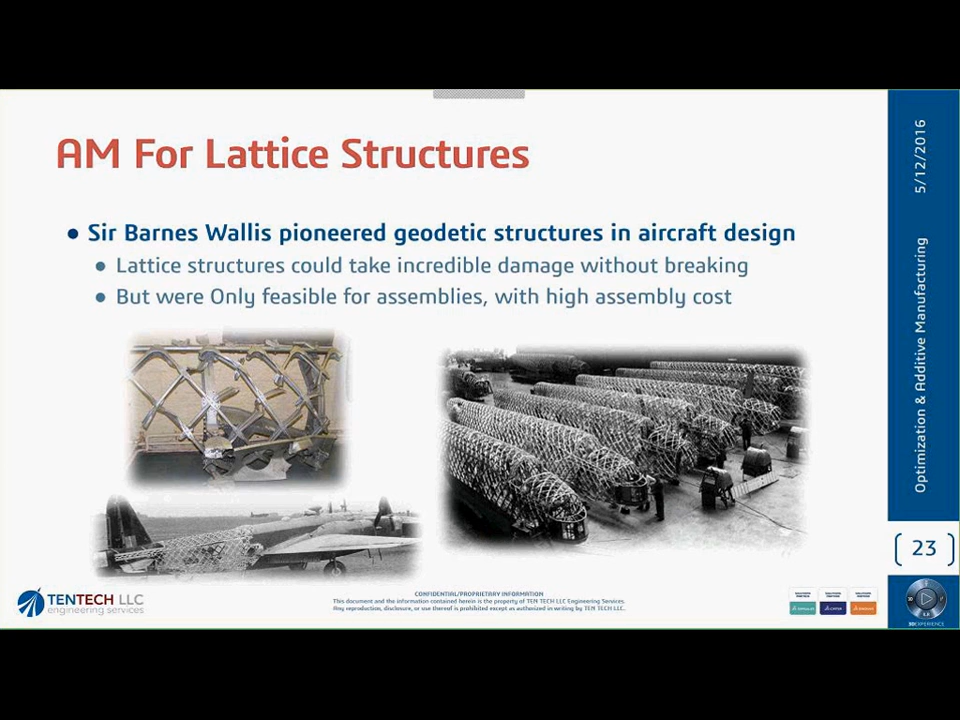 AM For Lattice Structures
Sir Barnes Wallis pioneered geodetic structures in aircraft design
Lattice structures could take incredible damage without breaking
But were Only feasible for assemblies, with high assembly cost
5/12/2016
Optimization & Additive Manufacturing
23
TENTECH LLC
engineering services
CONFIDENTIAL/PROPRIETARY INFORMATION
This document and the information contained herein is the property of TEN TECH LLC Engineering Services.
Any reproduction, disclosure, or use thereof is prohibited except as authorized in writing by TEN TECH LLC.
3DEXPERIENCE